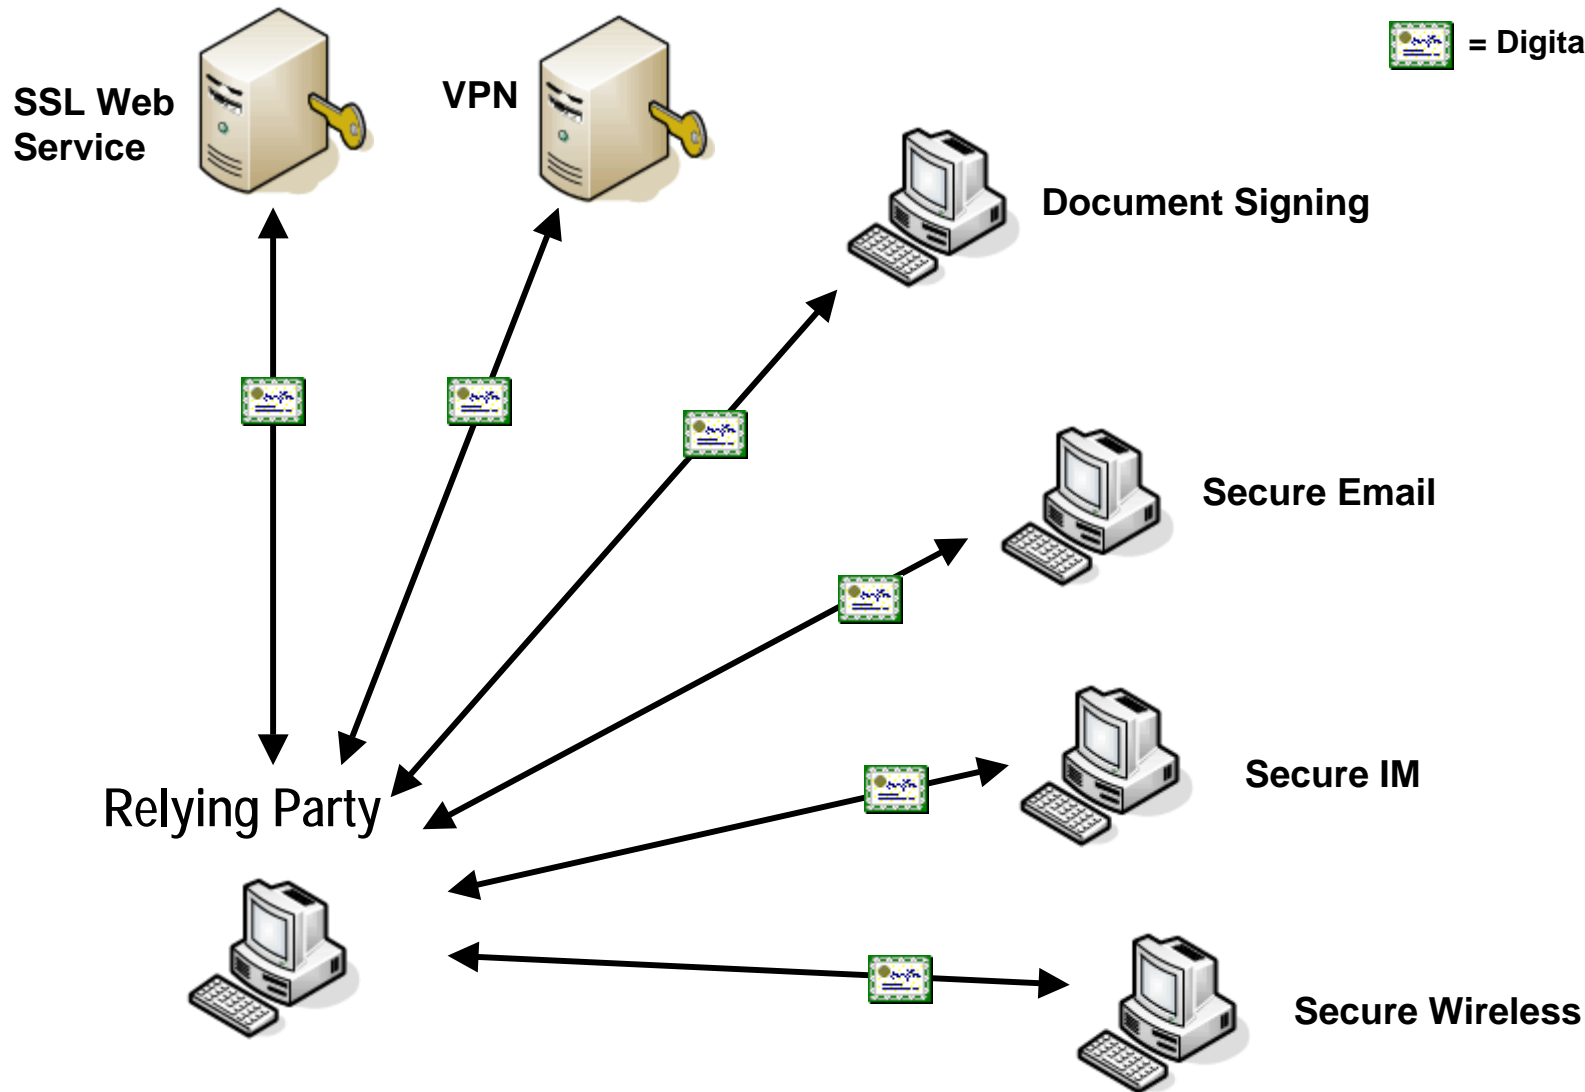 SSL Web
Service
VPN
= Digita
Document Signing
Secure Email
Relying Party
Secure IM
Secure Wireless